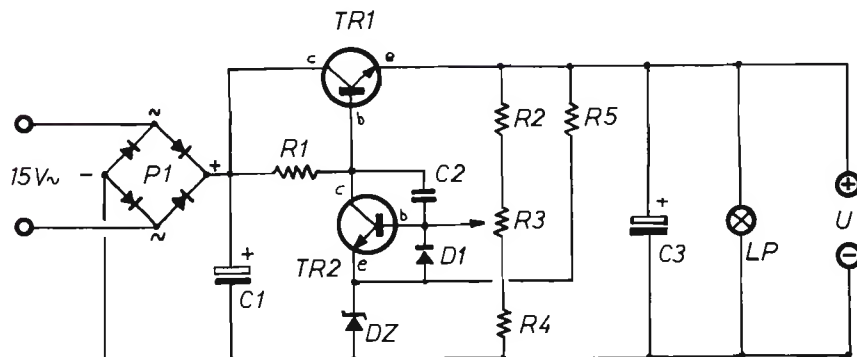 TR1
c
e
b
R2
R5
~
15V~
-
P1
+
R1
C2
c
b
R3
+
+
U
-
~
TR2
e
D1
C3
LP
+
C1
DZ
R4